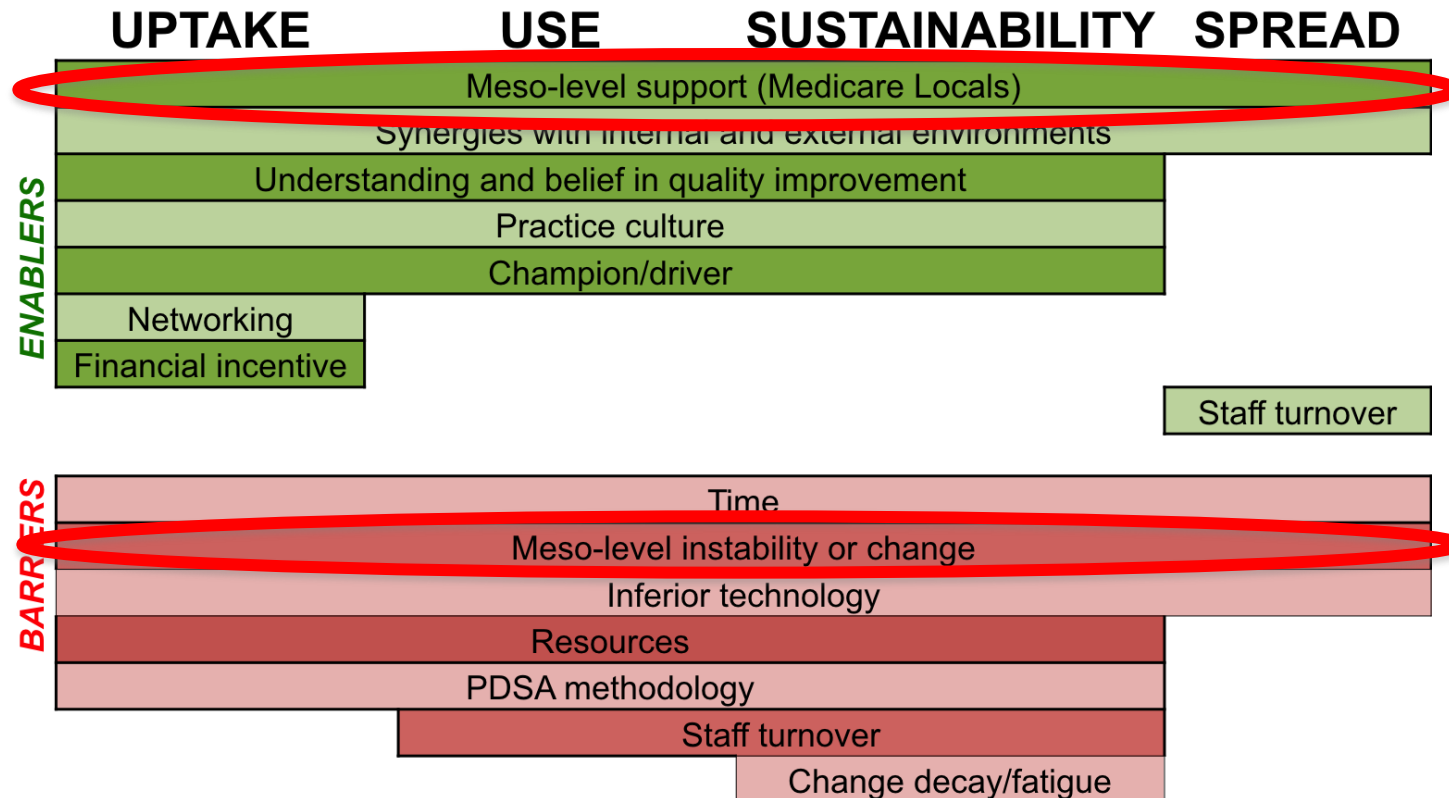 UPTAKE USE SUSTAINABILITY SPREAD
ENABLERS
Meso-level support (Medicare Locals)
Synergies with internal and external environments
Understanding and belief in quality improvement
Practice culture
Champion/driver
Networking
Financial incentive
Staff turnover
BARRIERS
Time
Meso-level instability or change
Inferior technology
Resources
PDSA methodology
Staff turnover
Change decay/fatigue